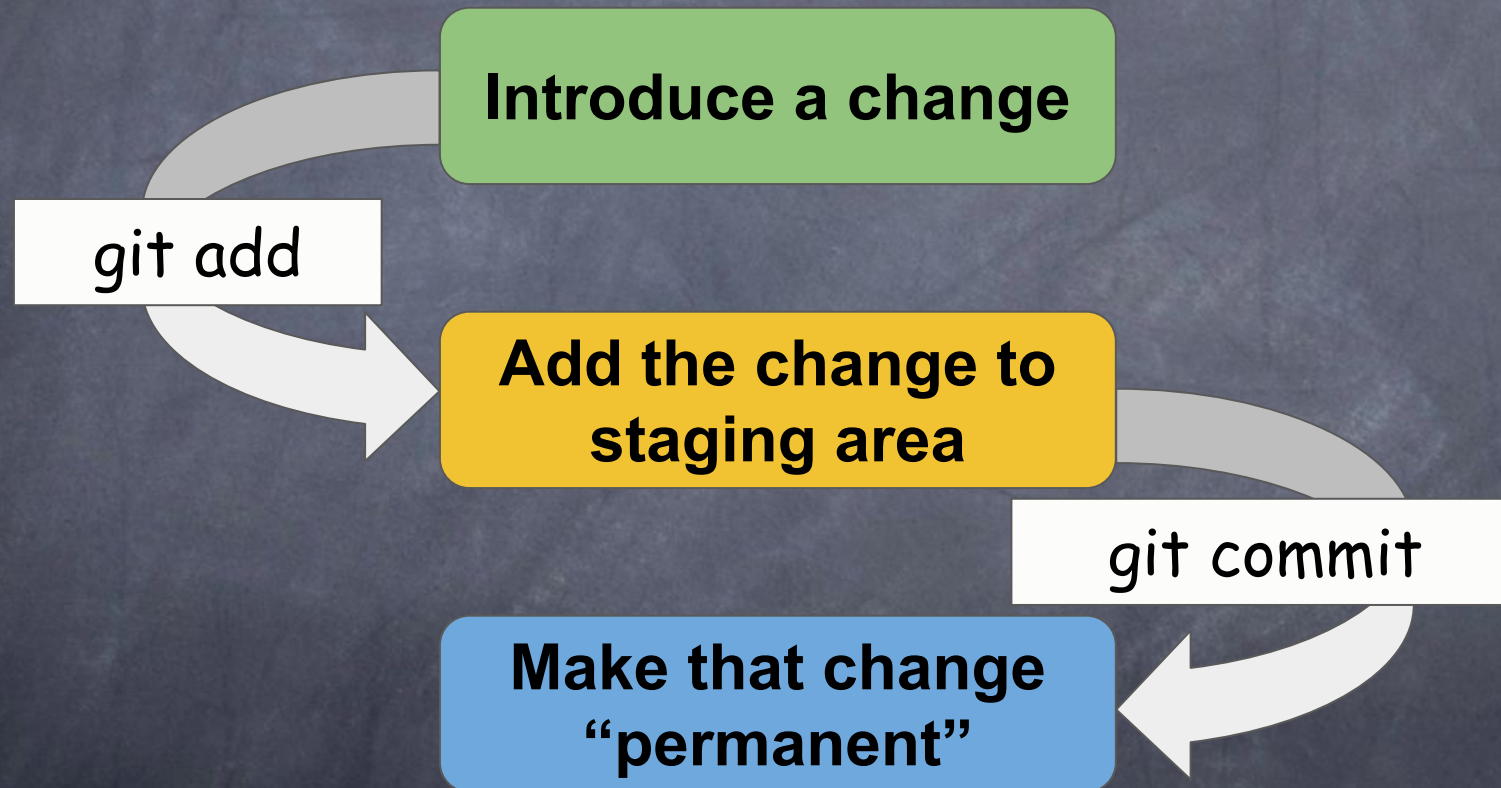 Introduce a change
git add
Add the change to
staging area
git commit
Make that change
“permanent”